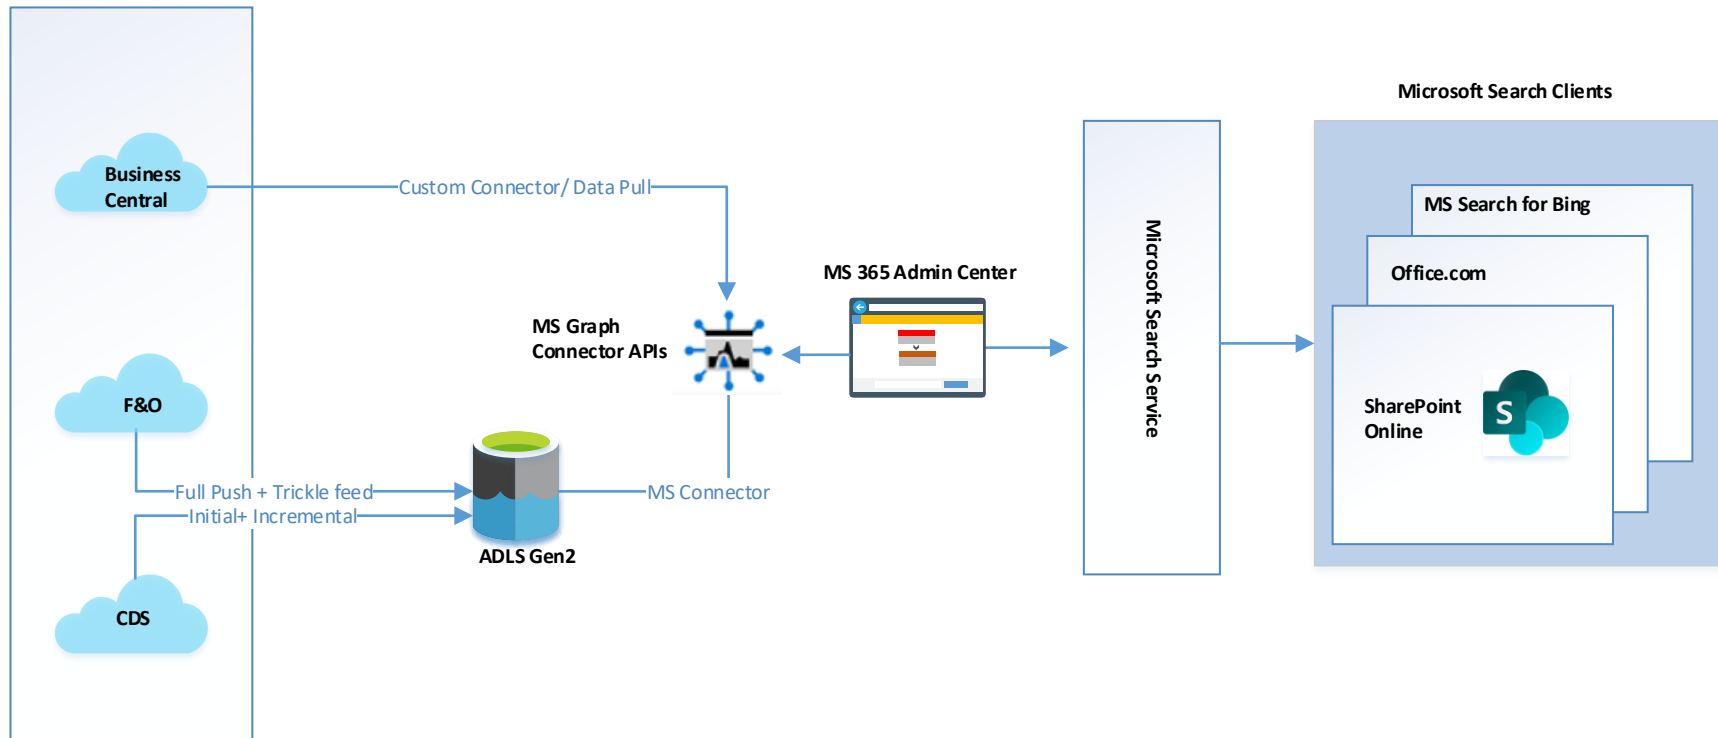 Microsoft Search Clients
Business
Central
Custom Connector/ Data Pull
MS Search for Bing
MS 365 Admin Center
Office.com
MS Graph
Connector APIs
Microsoft Search Service
F&O
SharePoint
Online
S
Full Push + Trickle feed
MS Connector
Initial+ Incremental
ADLS Gen2
CDS